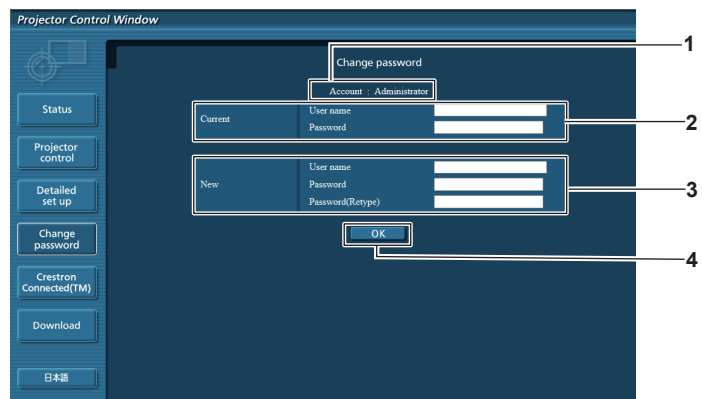 Projector Control Window
1
Change password
Account : Administrator
Status
Current
User name
Password
2
Projector
control
New
User name
Password
Password(Retype)
3
Detailed
set up
Change
password
OK
4
Crestron
Connected(TM)
Download
日本語